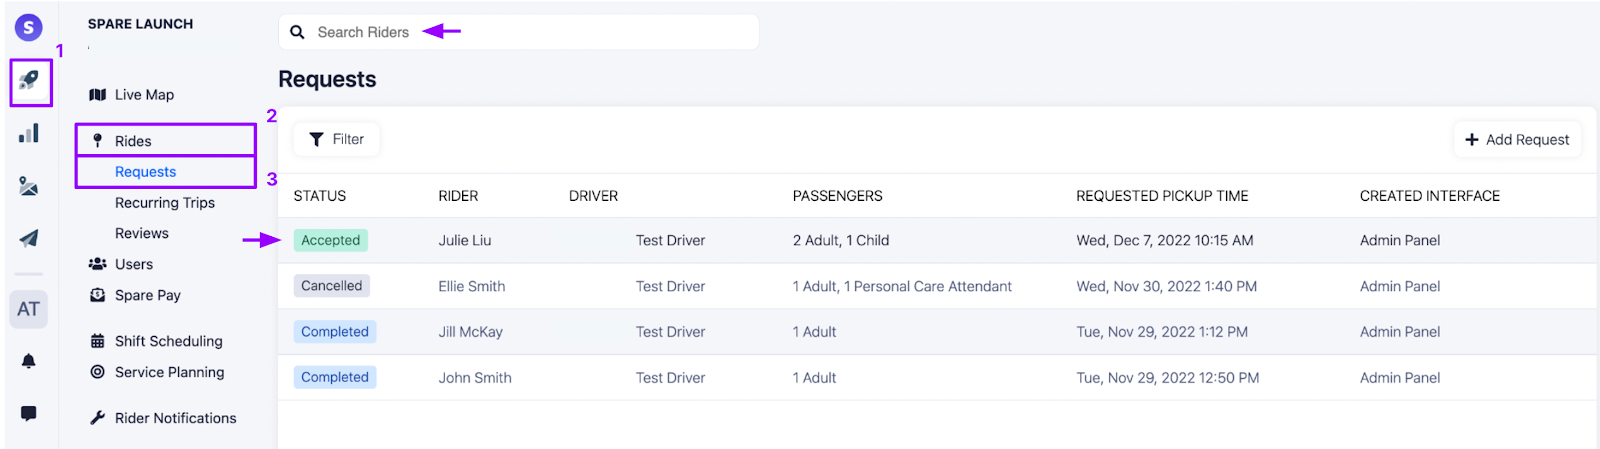 S
SPARE LAUNCH
1
Search Riders
Requests
Live Map
2
Rides
Filter
+ Add Request
Requests
3
STATUS RIDER DRIVER PASSENGERS REQUESTED PICKUP TIME CREATED INTERFACE
Recurring Trips
Reviews
Accepted Julie Liu Test Driver 2 Adult, 1 Child Wed, Dec 7, 2022 10:15 AM Admin Panel
Users
Cancelled Ellie Smith Test Driver 1 Adult, 1 Personal Care Attendant Wed, Nov 30, 2022 1:40 PM Admin Panel
Spare Pay
AT
Completed Jill McKay Test Driver 1 Adult Tue, Nov 29, 2022 1:12 PM Admin Panel
Shift Scheduling
Service Planning
Completed John Smith Test Driver 1 Adult Tue, Nov 29, 2022 12:50 PM Admin Panel
Rider Notifications